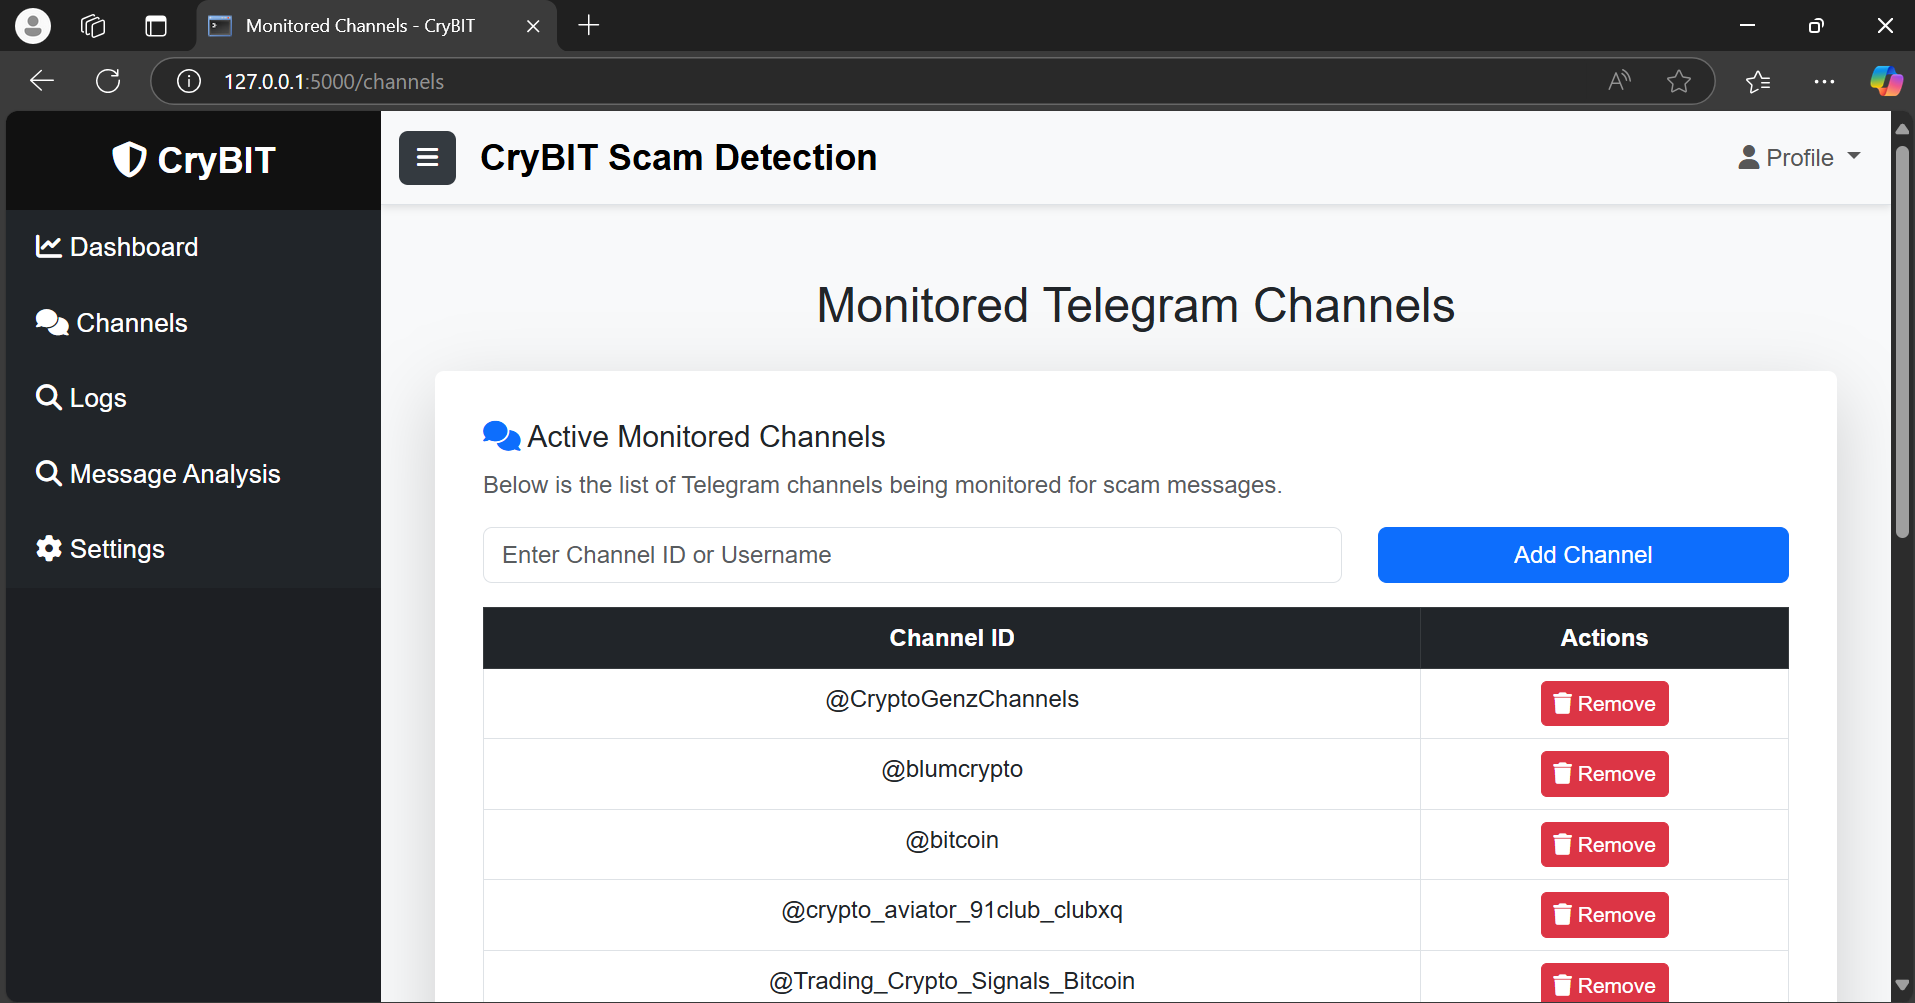 Monitored Channels - CryBIT
127.0.0.1:5000/channels
CryBIT
CryBIT Scam Detection
Profile
Dashboard
Channels
Logs
Message Analysis
Settings
Monitored Telegram Channels
Active Monitored Channels
Below is the list of Telegram channels being monitored for scam messages.
Enter Channel ID or Username
Add Channel
Channel ID Actions
@CryptoGenzChannels Remove
@blumcrypto Remove
@bitcoin Remove
@crypto_aviator_91club_clubxq Remove
@Trading_Crypto_Signals_Bitcoin Remove